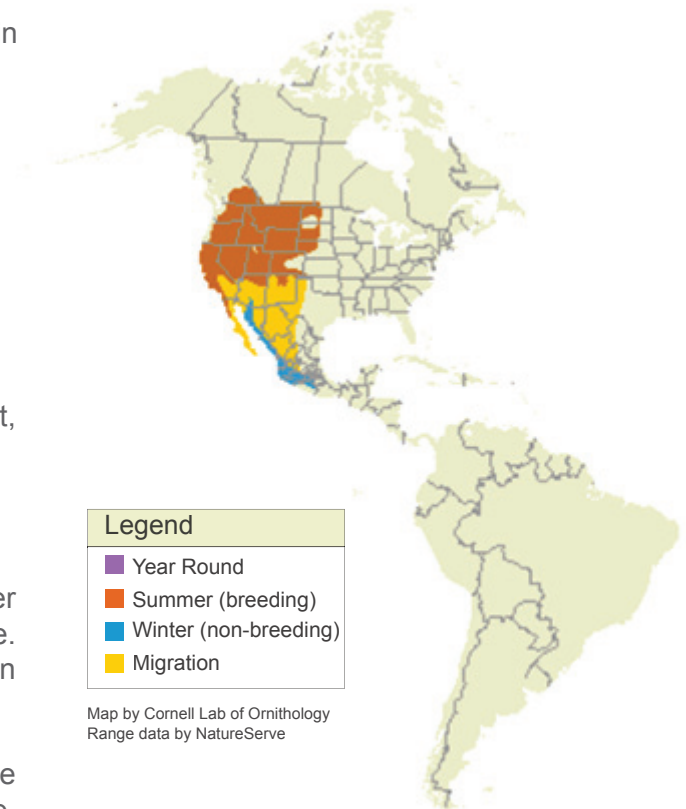 n
t,
er
e.
n
e
Legend
Year Round
Summer (breeding)
Winter (non-breeding)
Migration
Map by Cornell Lab of Ornithology
Range data by NatureServe